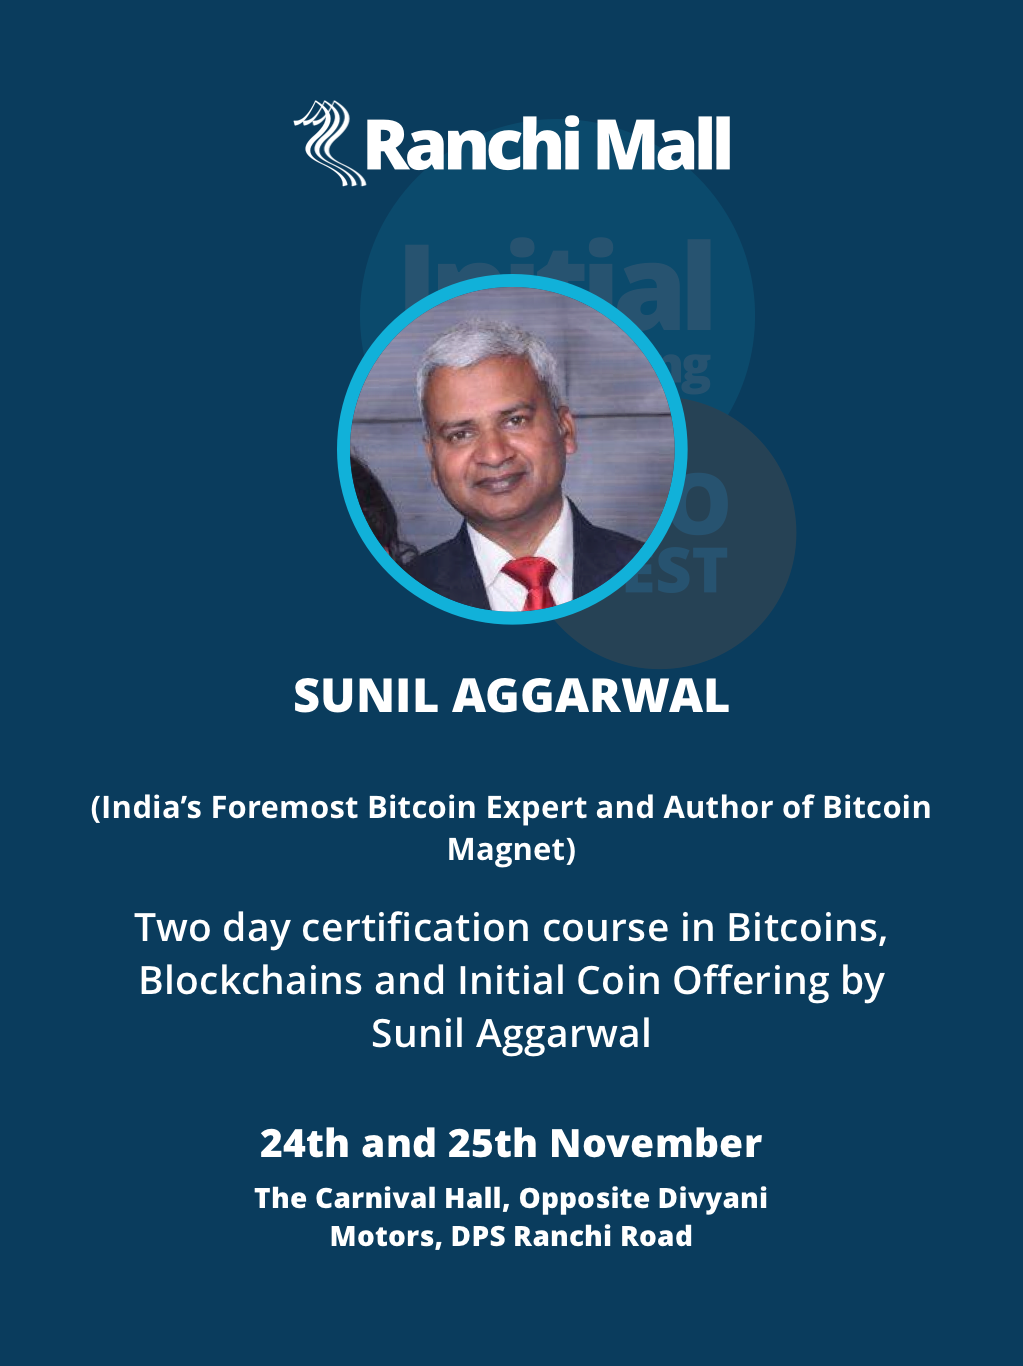 Ranchi Mall
Initial
SUNIL AGGARWAL
(India’s Foremost Bitcoin Expert and Author of Bitcoin
Magnet)
Two day certification course in Bitcoins,
Blockchains and Initial Coin Offering by
Sunil Aggarwal
24th and 25th November
The Carnival Hall, Opposite Divyani
Motors, DPS Ranchi Road